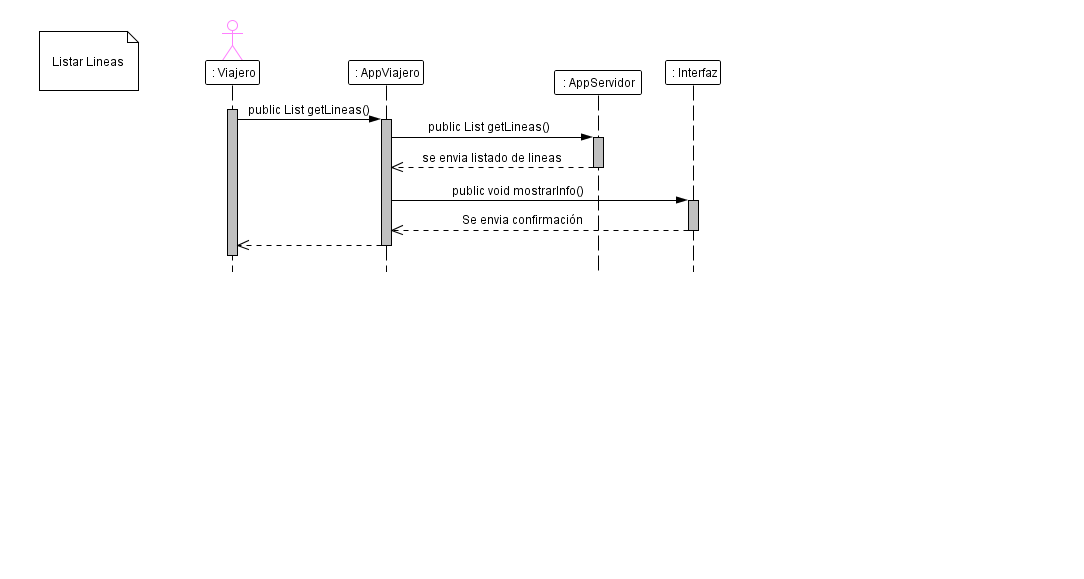 Listar Lineas
: Viajero
: AppViajero
: AppServidor
: Interfaz
public List getLineas()
public List getLineas()
se envia listado de lineas
public void mostrarInfo()
Se envia confirmación